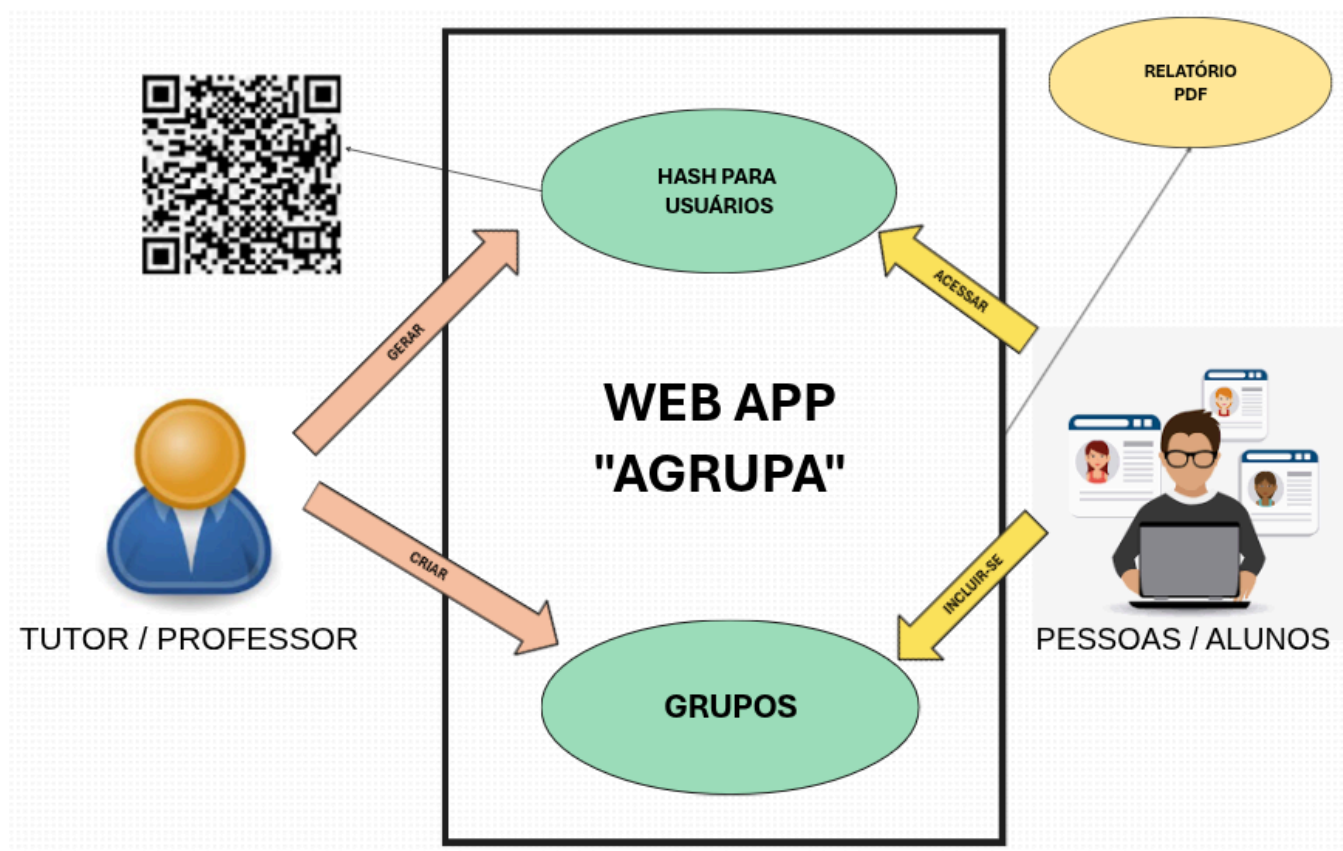 RELATÓRIO
PDF
HASH PARA
USUÁRIOS
GERAR
ACESSAR
WEB APP
"AGRUPA"
CRIAR
INCLUIR-SE
TUTOR / PROFESSOR
PESSOAS / ALUNOS
GRUPOS